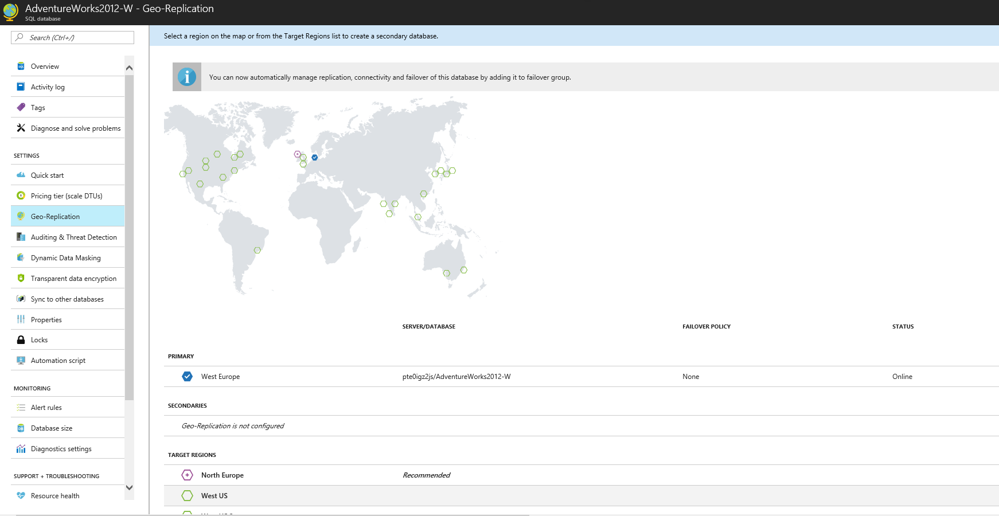 AdventureWorks2012-W - Geo-Replication
SQL database
Search (Ctrl+/)
Overview
Activity log
Tags
Diagnose and solve problems
SETTINGS
Quick start
Pricing tier (scale DTUs)
Geo-Replication
Auditing & Threat Detection
Dynamic Data Masking
Transparent data encryption
Sync to other databases
Properties
Locks
Automation script
MONITORING
Alert rules
Database size
Diagnostics settings
SUPPORT + TROUBLESHOOTING
Resource health
Select a region on the map or from the Target Regions list to create a secondary database.
You can now automatically manage replication, connectivity and failover of this database by adding it to failover group.
SERVER/DATABASE FAILOVER POLICY STATUS
PRIMARY
West Europe pte0igz2js/AdventureWorks2012-W None Online
SECONDARIES
Geo-Replication is not configured
TARGET REGIONS
North Europe Recommended
West US